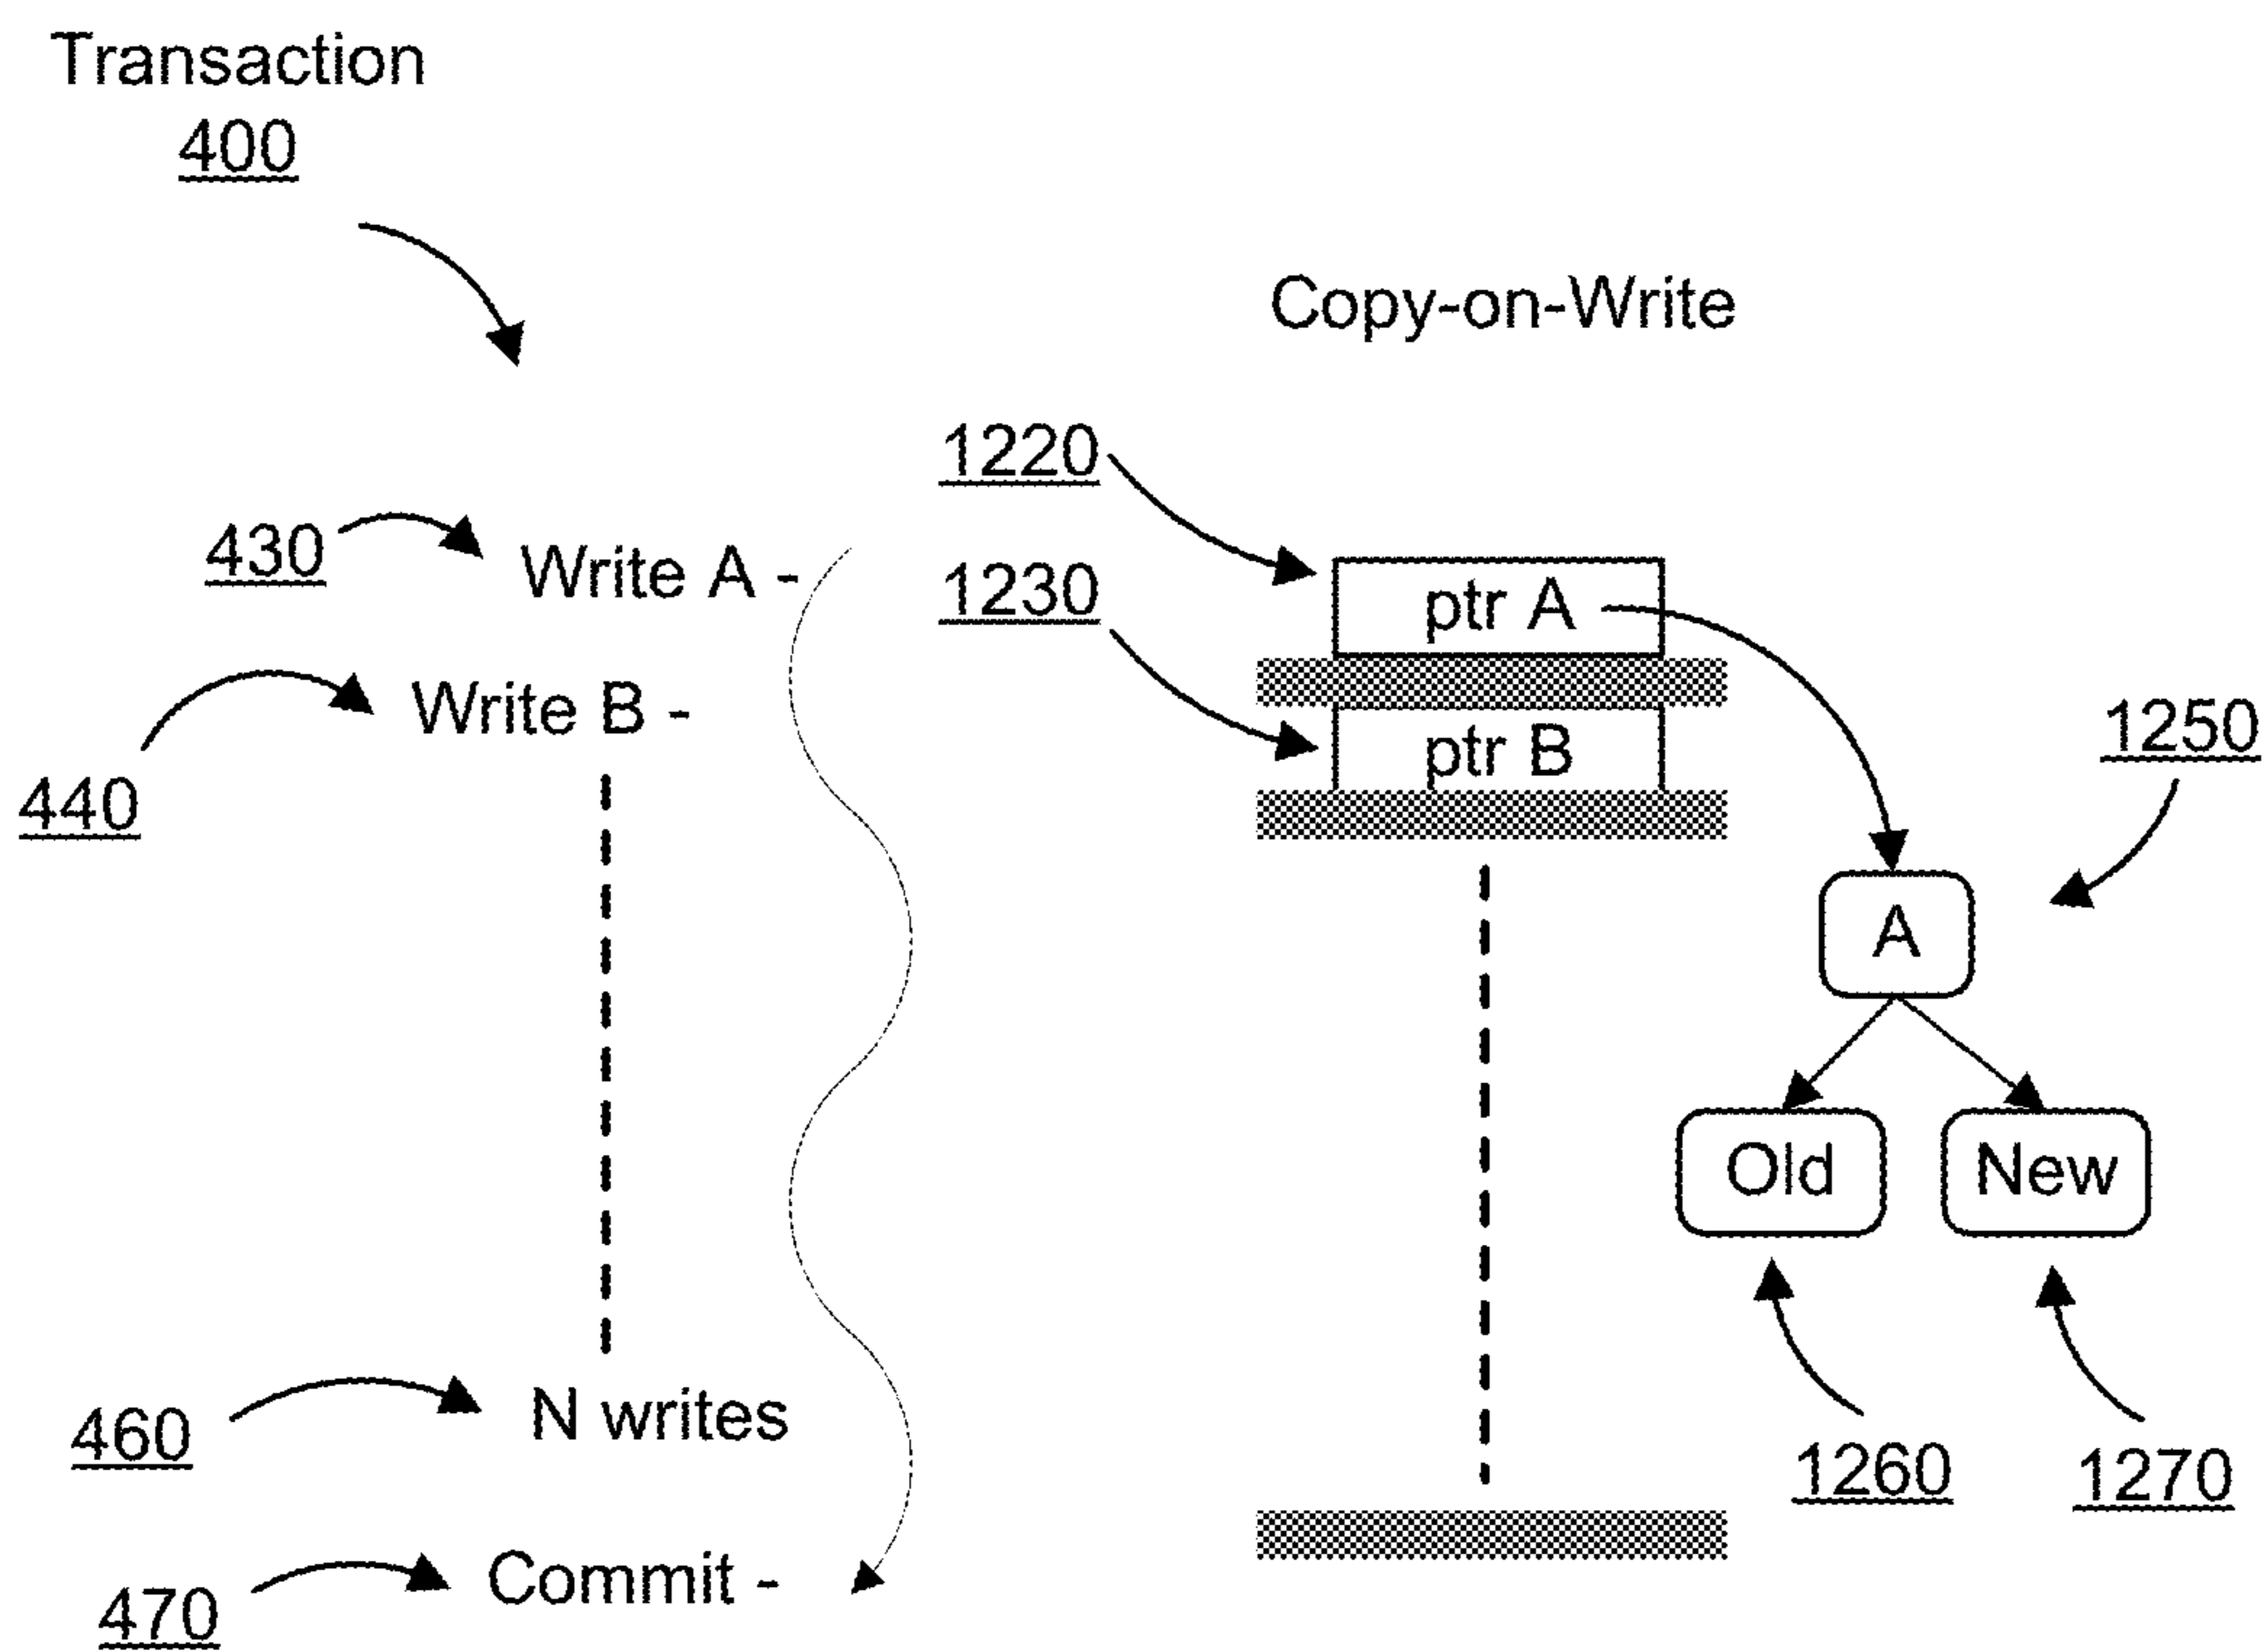 Transaction
400
Copy-on-Write
1220
430
Write A -
1230
ptr A
440
Write B -
ptr B
1250
A
Old
New
460
N writes
1260
1270
470
Commit -